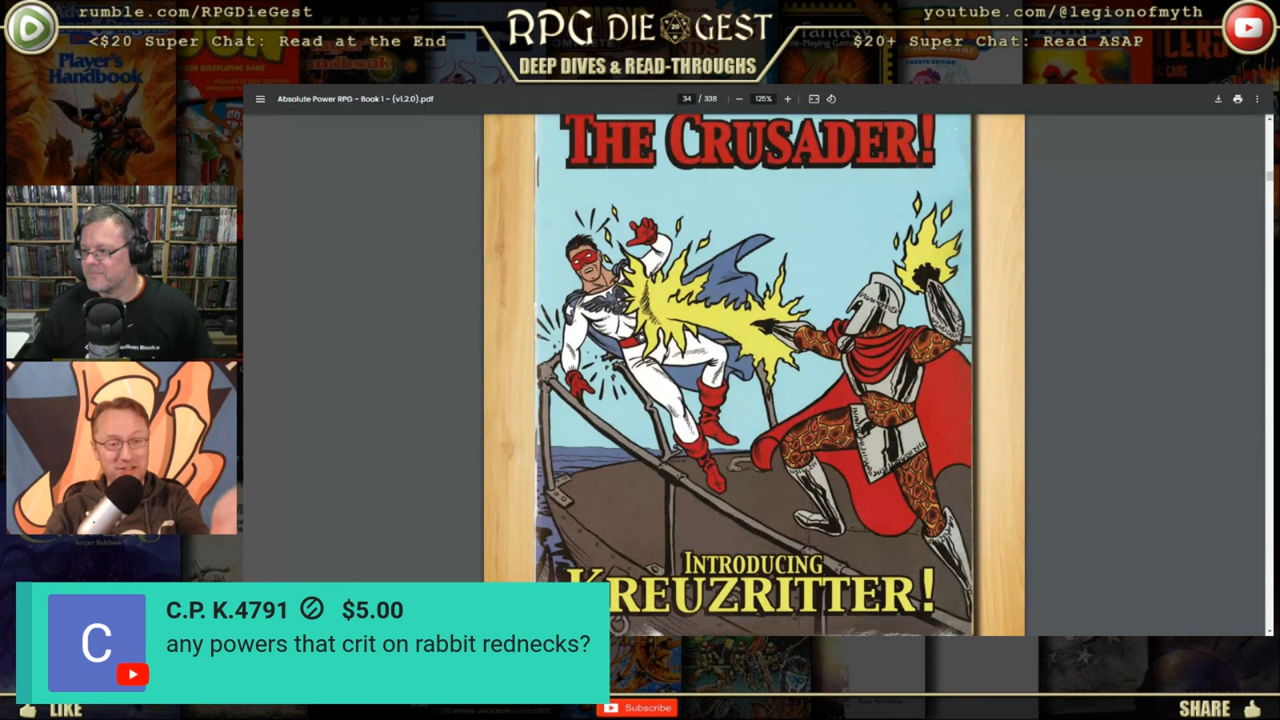 rumble.com/RPGDieGest
<$20 Super Chat: Read at the End
RPG DIE GEST
DEEP DIVES & READ-THROUGHS
youtube.com/@legionofmyth
$20+ Super Chat: Read ASAP
Player's
Handbook
Absolute Power RPG - Book 1 - (v1.2.0).pdf
34 / 338
125%
THE CRUSADER!
INTRODUCING
KREUZRITTER!
C.P. K.4791 $5.00
C
any powers that crit on rabbit rednecks?
LIKE
Subscribe
SHARE